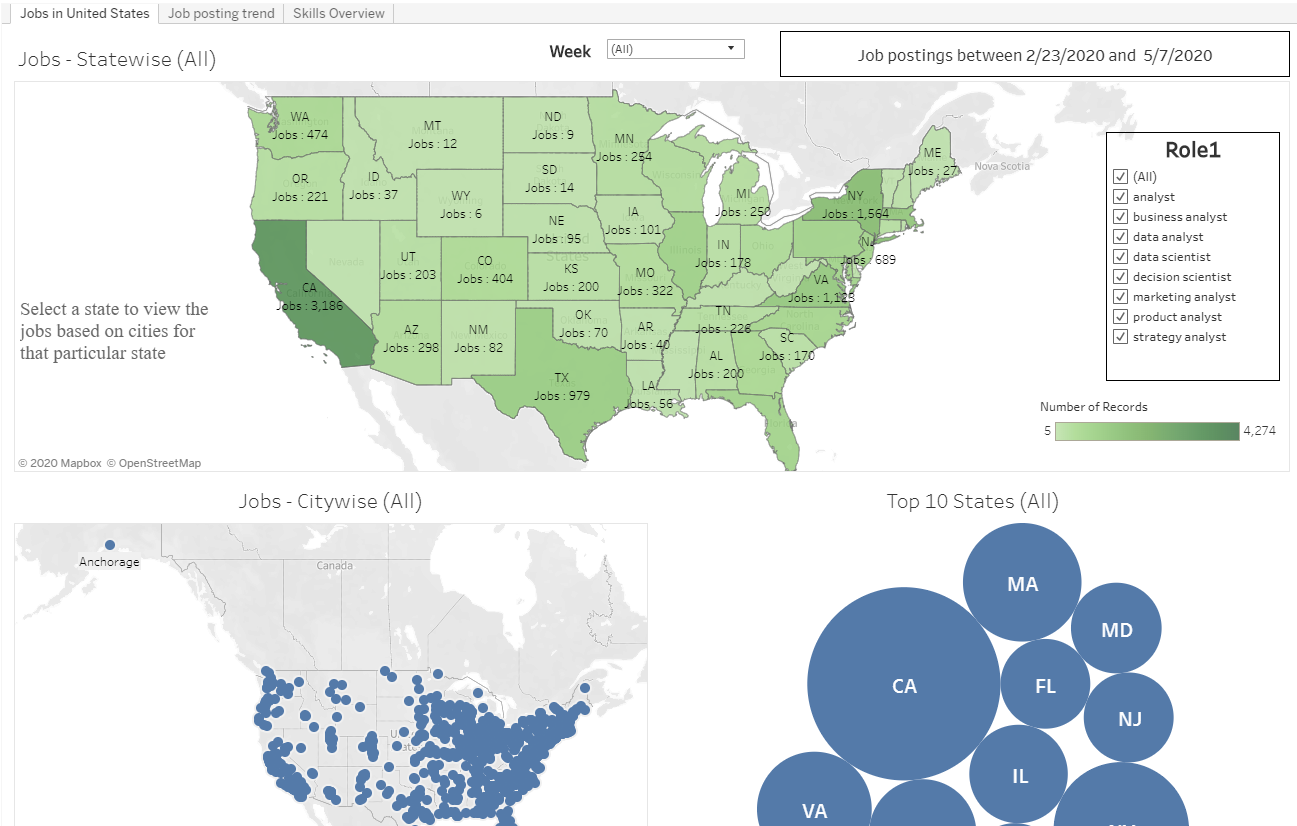 Jobs in United States
Job posting trend
Skills Overview
Jobs - Statewise (All)
Week
(All)
Job postings between 2/23/2020 and 5/7/2020
WA
Jobs : 474
MT
Jobs : 12
ND
Jobs : 9
MN
Jobs : 254
ME
Jobs : 27
Nova Scotia
OR
Jobs : 221
ID
Jobs : 37
SD
Jobs : 14
Wisconsin
WY
Jobs : 6
MI
Jobs : 250
NY
Jobs : 1,564
NE
Jobs : 95
IA
Jobs : 101
NJ
Jobs : 689
Nevada
UT
Jobs : 203
CO
Jobs : 404
States
KS
Jobs : 200
MO
Jobs : 322
Illinois
IN
Jobs : 178
Ohio
VA
Jobs : 1,123
CA
Jobs : 3,186
AZ
Jobs : 298
NM
Jobs : 82
OK
Jobs : 70
AR
Jobs : 40
TN
Jobs : 226
North
Carolina
SC
Jobs : 170
AL
Jobs : 200
TX
Jobs : 979
LA
Jobs : 56
Select a state to view the
jobs based on cities for
that particular state
© 2020 Mapbox © OpenStreetMap
Role1
(All)
analyst
business analyst
data analyst
data scientist
decision scientist
marketing analyst
product analyst
strategy analyst
Number of Records
5
4,274
Jobs - Citywise (All)
Anchorage
Canada
Top 10 States (All)
MA
MD
CA
FL
NJ
IL
VA